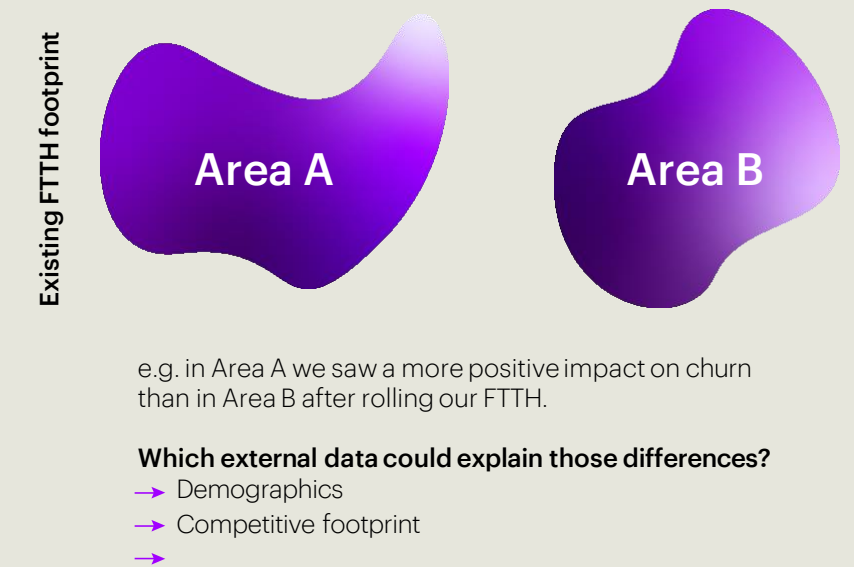 Existing FTTH footprint
Area A
Area B
e.g. in Area A we saw a more positive impact on churn
than in Area B after rolling our FTTH.
Which external data could explain those differences?
→ Demographics
→ Competitive footprint
→